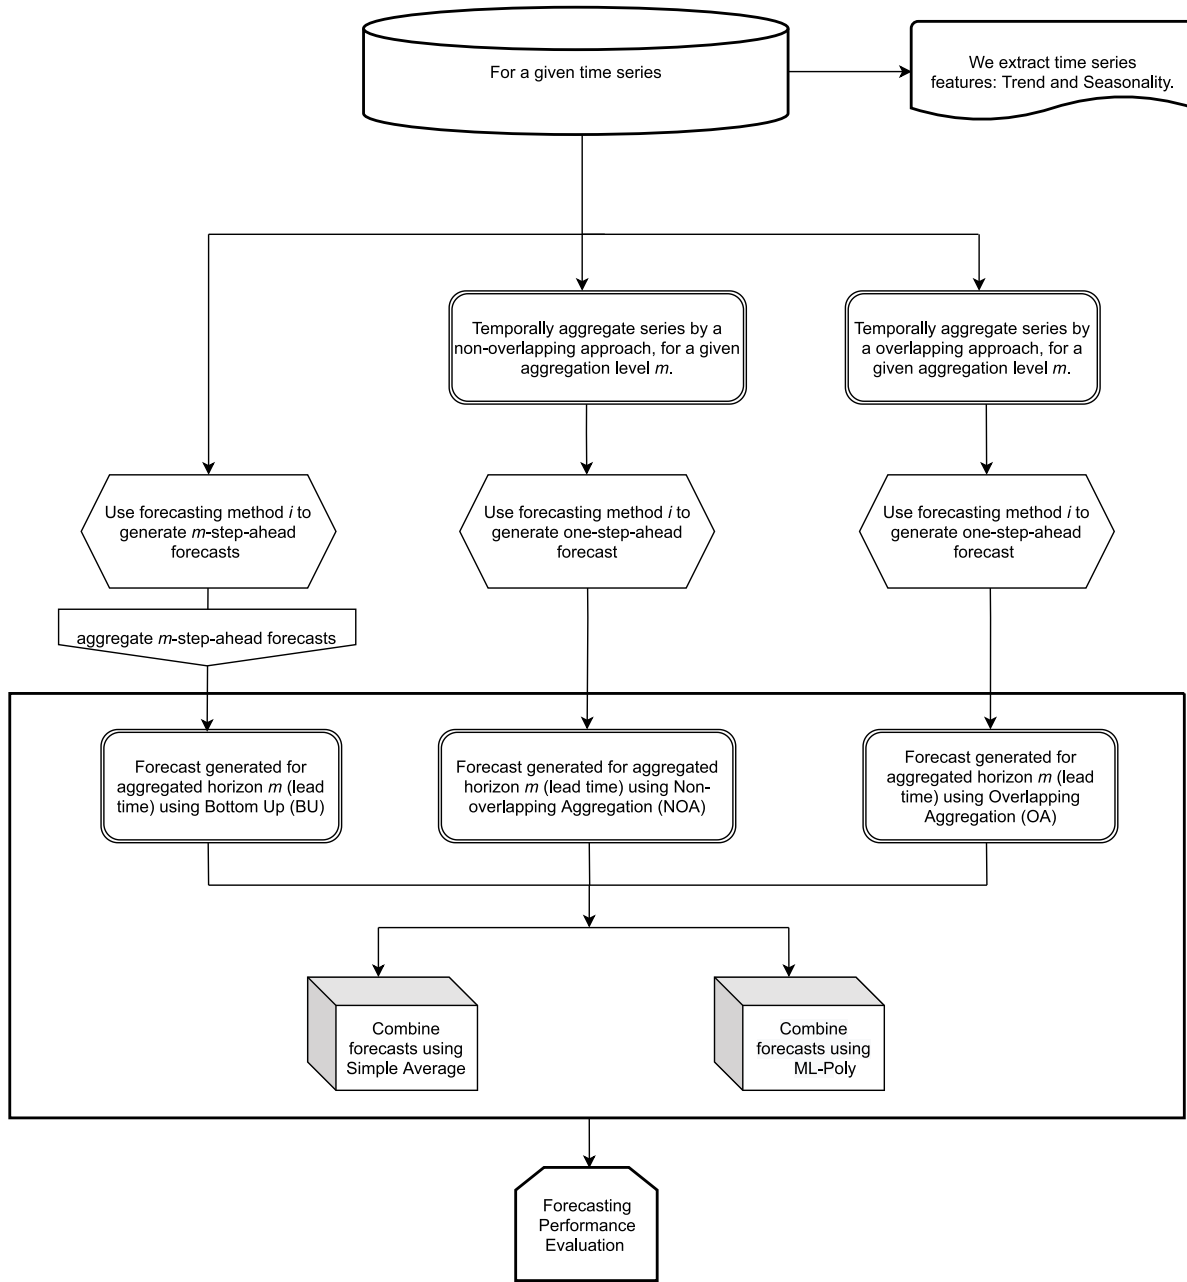 For a given time series
We extract time series
features: Trend and Seasonality.
Temporally aggregate series by a
non-overlapping approach, for a given
aggregation level m.
Temporally aggregate series by
a overlapping approach, for a
given aggregation level m.
Use forecasting method i to
generate m-step-ahead
forecasts
Use forecasting method i to
generate one-step-ahead
forecast
Use forecasting method i to
generate one-step-ahead
forecast
aggregate m-step-ahead forecasts
Forecast generated for
aggregated horizon m (lead
time) using Bottom Up (BU)
Forecast generated for aggregated
horizon m (lead time) using Non-
overlapping Aggregation (NOA)
Forecast generated for
aggregated horizon m (lead
time) using Overlapping
Aggregation (OA)
Combine
forecasts using
Simple Average
Combine
forecasts using
ML-Poly
Forecasting
Performance
Evaluation